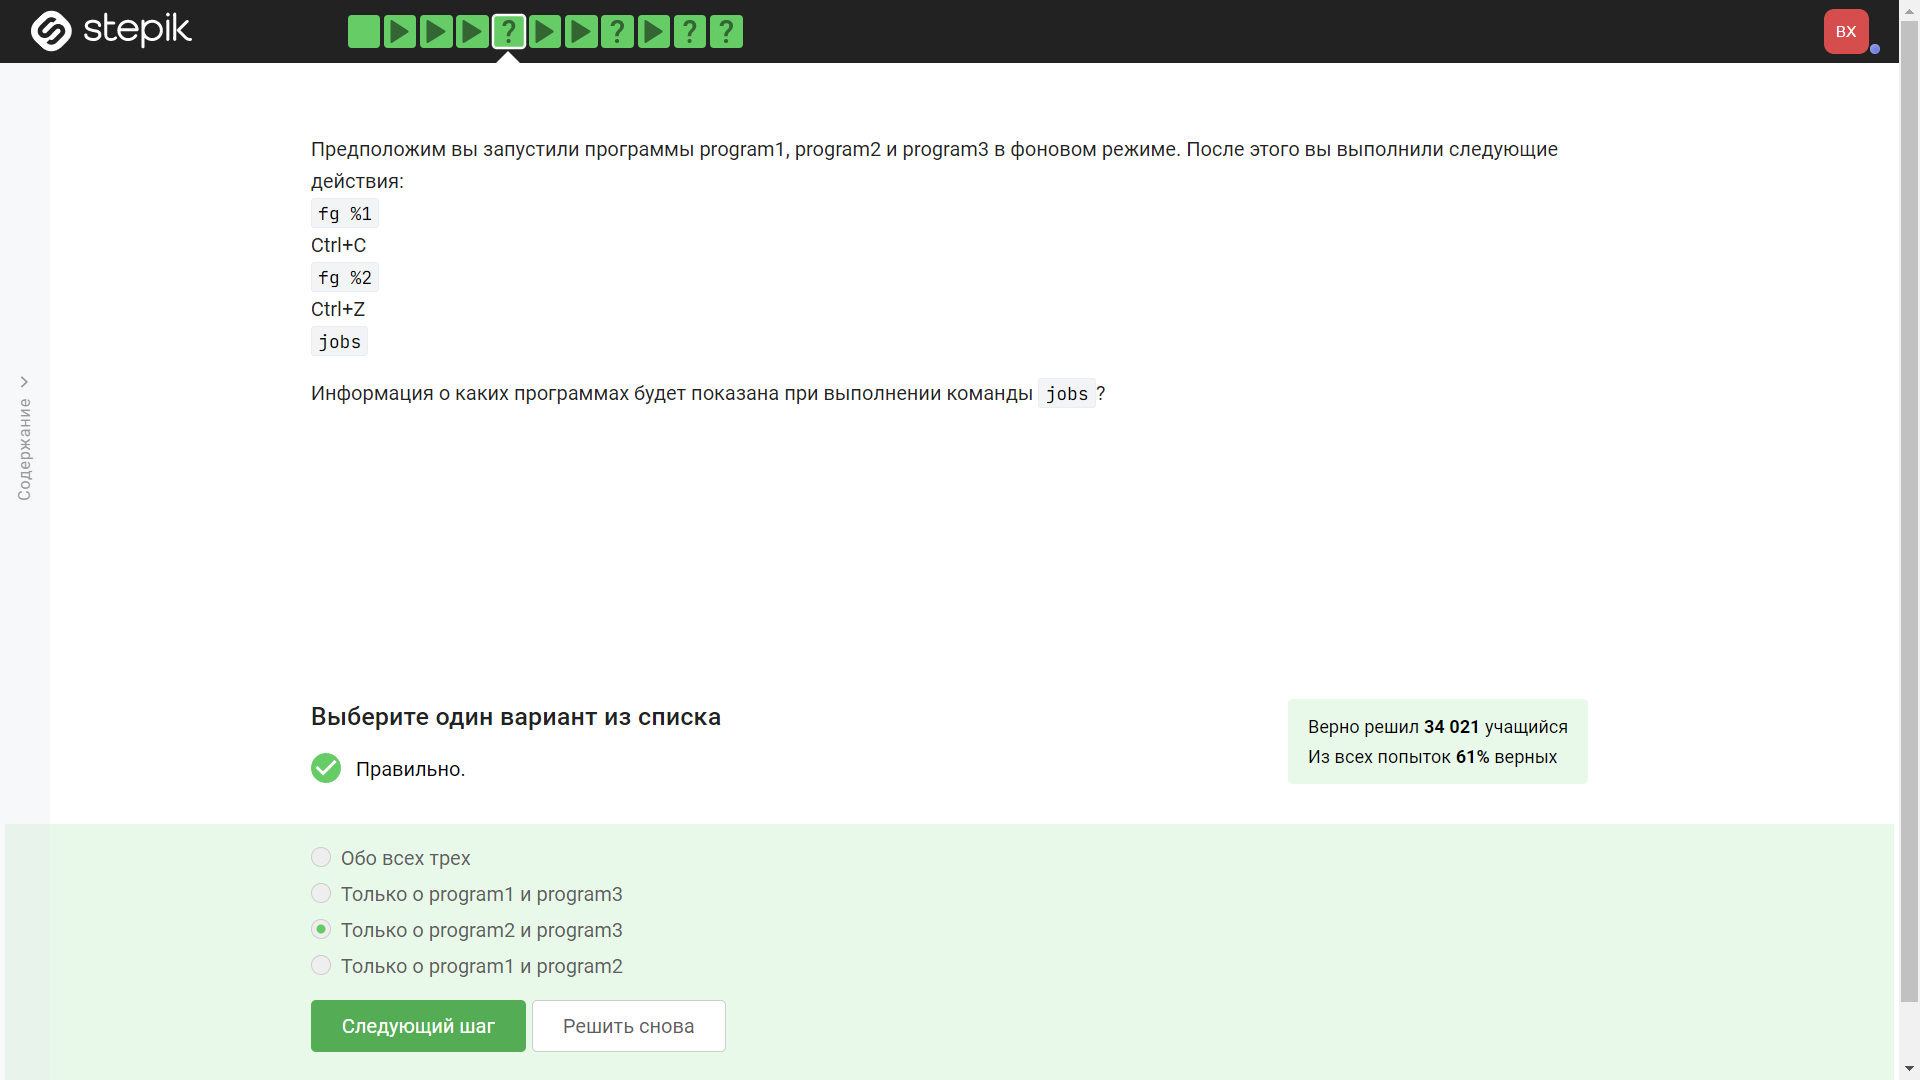 stepik
? ? ? ?
BX
Предположим вы запустили программы program1, program2 и program3 в фоновом режиме. После этого вы выполнили следующие
действия:
fg %1
Ctrl+C
fg %2
Ctrl+Z
jobs
Информация о каких программах будет показана при выполнении команды jobs ?
Содержание
Выберите один вариант из списка
Правильно.
Верно решил 34 021 учащийся
Из всех попыток 61% верных
Обо всех трех
Только о program1 и program3
Только о program2 и program3
Только о program1 и program2
Следующий шаг
Решить снова